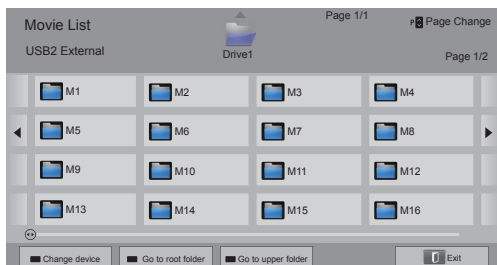 Movie List
Page 1/1
P Page Change
USB2 External
Drive1
Page 1/2
M1 M2 M3 M4
M5 M6 M7 M8
M9 M10 M11 M12
M13 M14 M15 M16
Change device Go to root folder Go to upper folder Exit